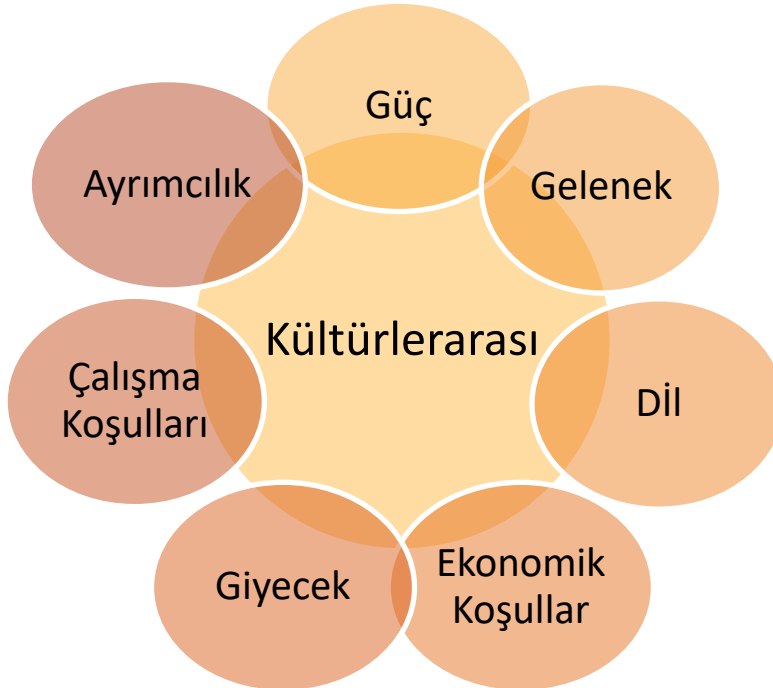 Güç
Gelenek
Ayrımcılık
Kültürlerarası
Dİl
Çalışma
Koşulları
Ekonomik
Koşullar
Giyecek